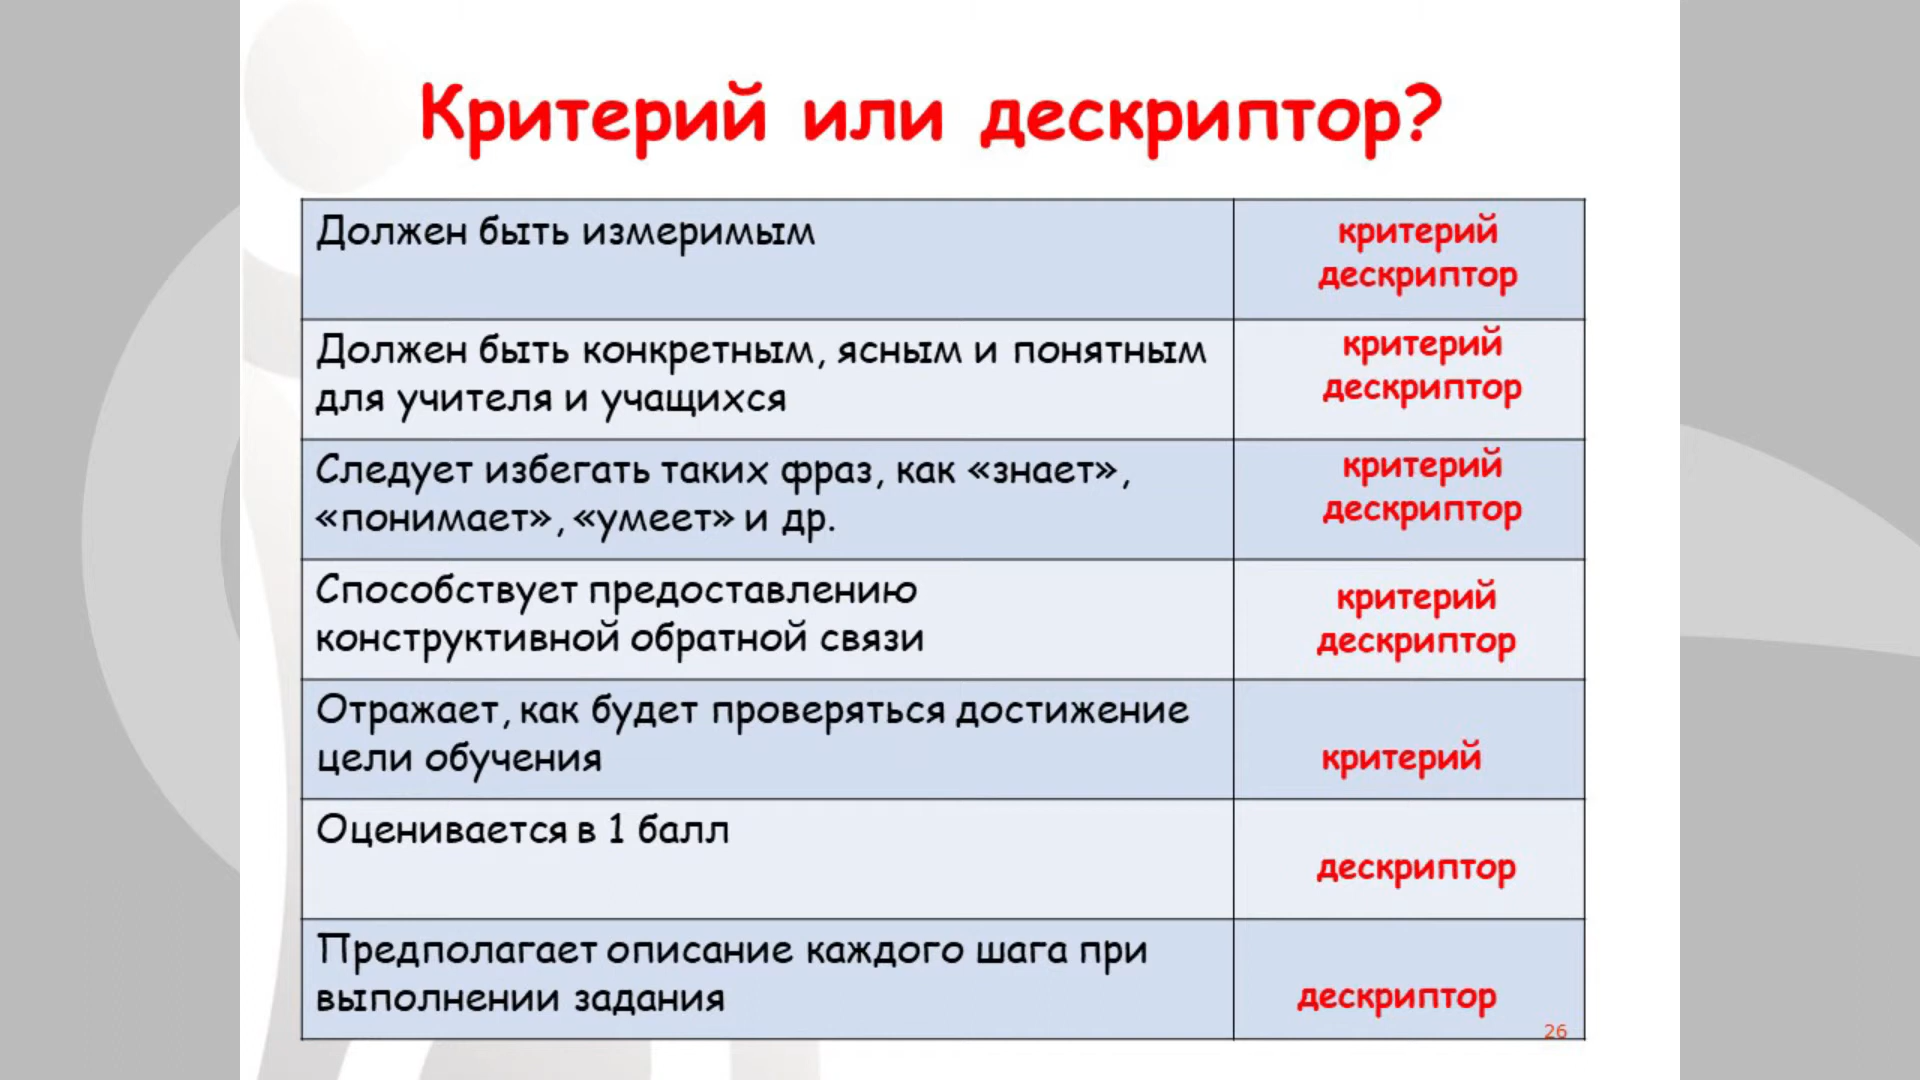 Критерий или дескриптор?
Должен быть измеримым
критерий
дескриптор
Должен быть конкретным, ясным и понятным
для учителя и учащихся
критерий
дескриптор
Следует избегать таких фраз, как «знает»,
«понимает», «умеет» и др.
критерий
дескриптор
Способствует предоставлению
конструктивной обратной связи
критерий
дескриптор
Отражает, как будет проверяться достижение
цели обучения
критерий
Оценивается в 1 балл
дескриптор
Предполагает описание каждого шага при
выполнении задания
дескриптор
26